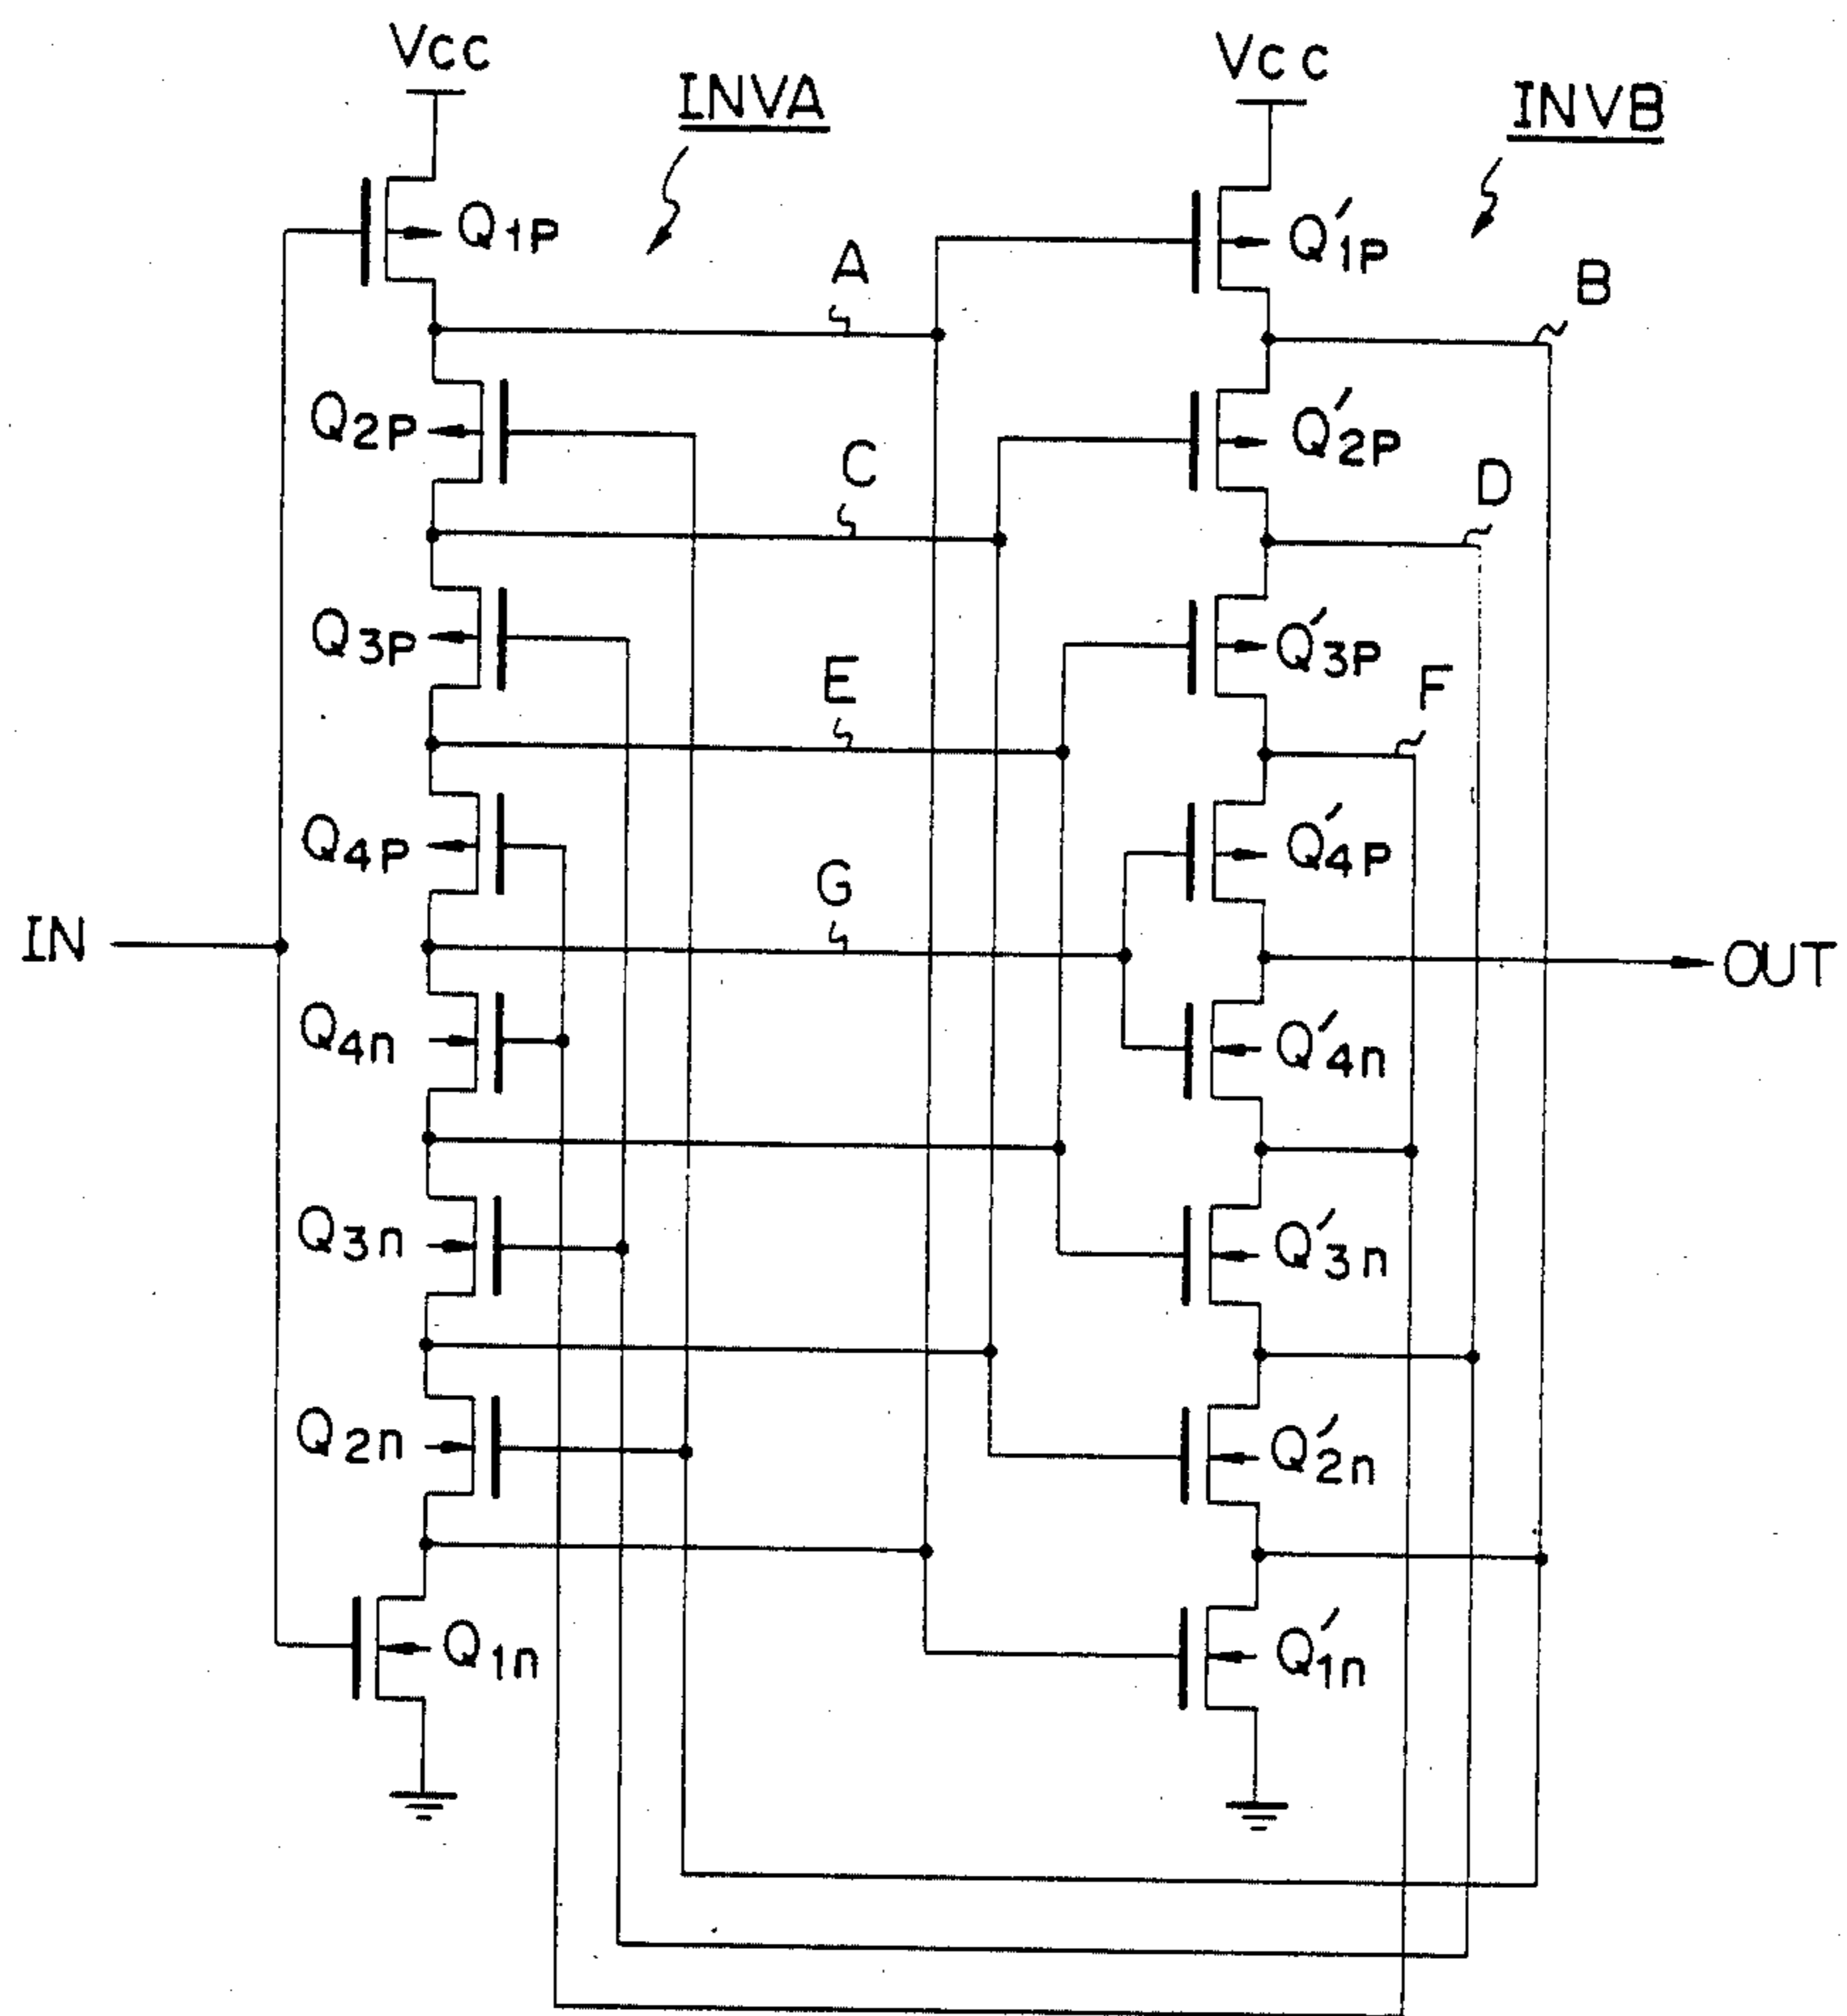 Vcc
INVA
Vcc
INVB
Q1P
Q'1P
A
B
Q2P
Q'2P
C
D
Q3P
Q'3P
E
F
Q4P
Q'4P
G
IN
OUT
Q4n
Q'4n
Q3n
Q'3n
Q2n
Q'2n
Q1n
Q'1n